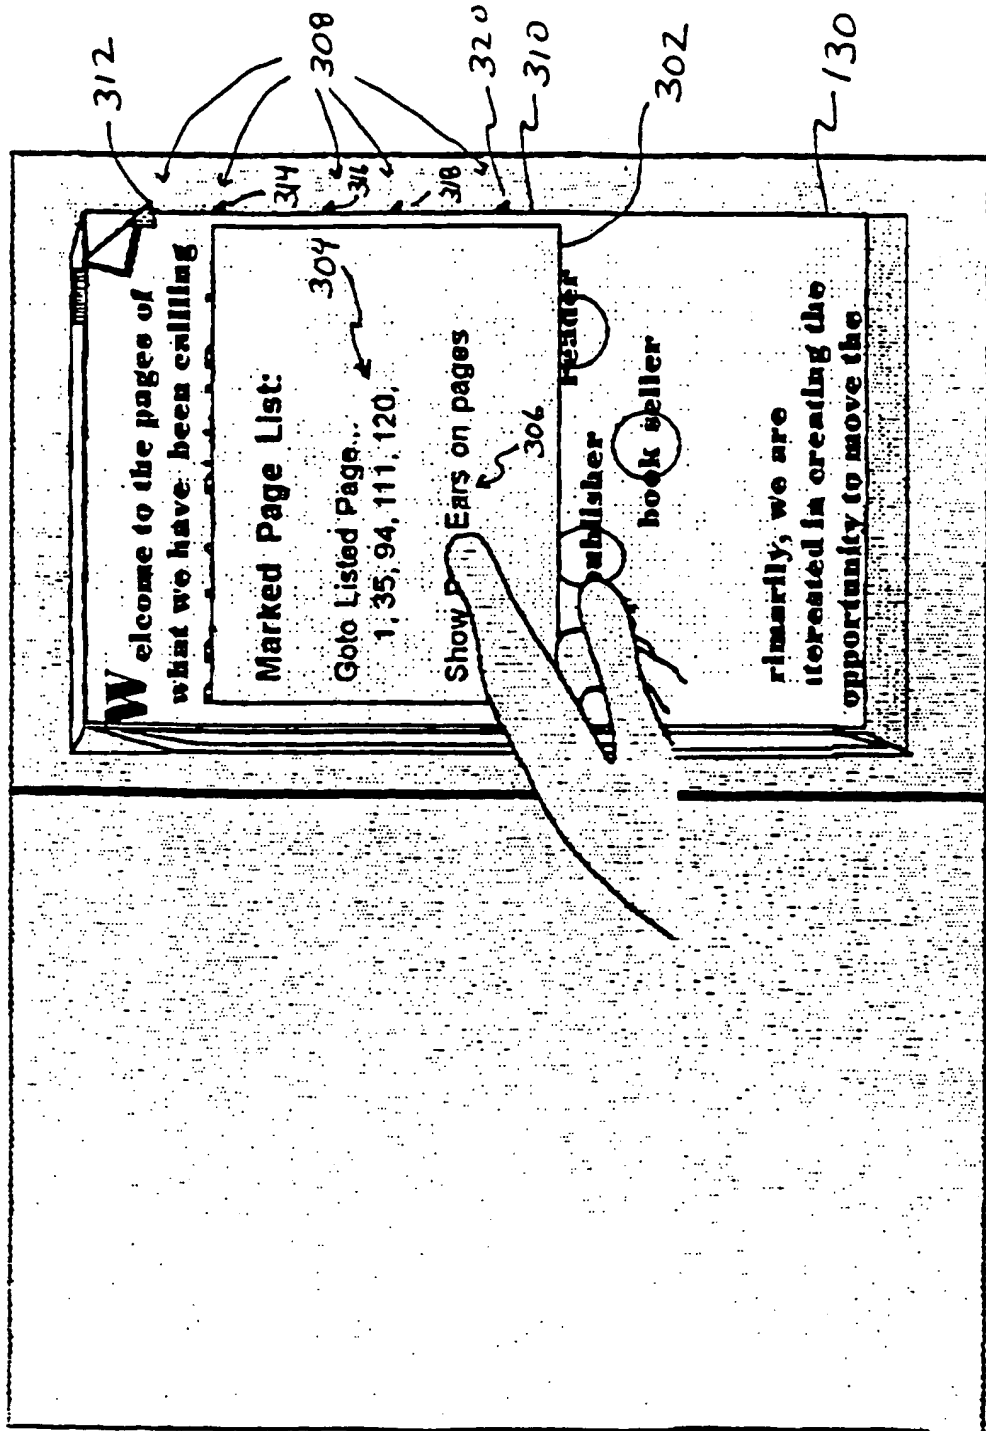 312
308
320
310
302
130
314
316
318
Welcome to the pages of
what we have been calling
Marked Page List:
304
Goto Listed Page...
1, 35, 94, 111, 120,
Show
Ears on pages
306
Reader
publisher
book seller
rimarily, we are
itereated in creating the
opportunity to move the